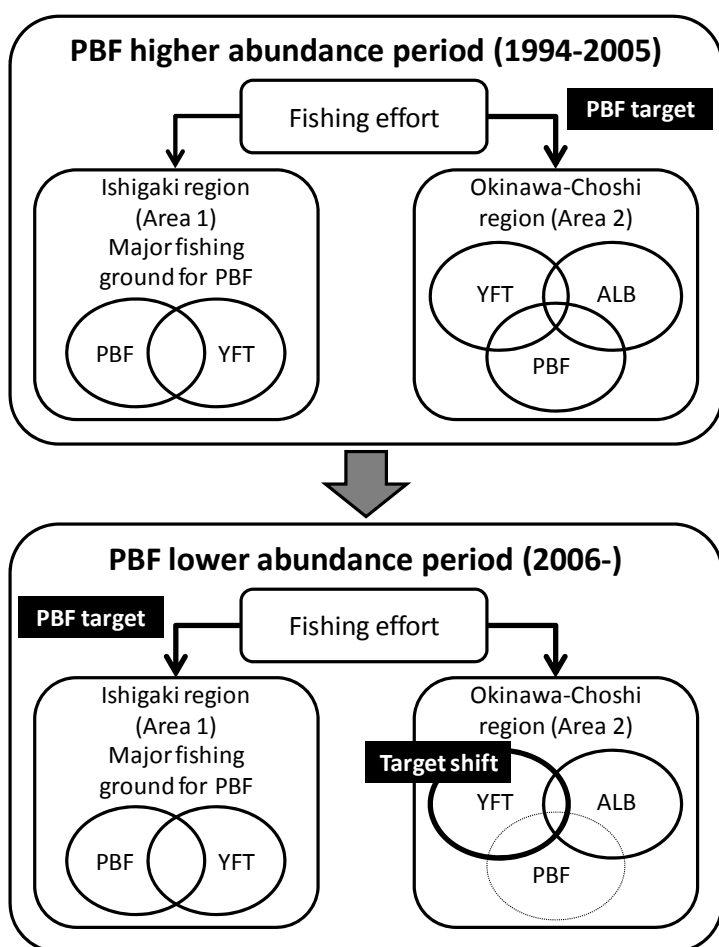 PBF higher abundance period (1994-2005)
Fishing effort
PBF target
Ishigaki region
(Area 1)
Major fishing
ground for PBF
PBF
YFT
Okinawa-Choshi
region (Area 2)
YFT
ALB
PBF
PBF lower abundance period (2006-)
PBF target
Fishing effort
Ishigaki region
(Area 1)
Major fishing
ground for PBF
PBF
YFT
Okinawa-Choshi
region (Area 2)
Target shift
YFT
ALB
PBF